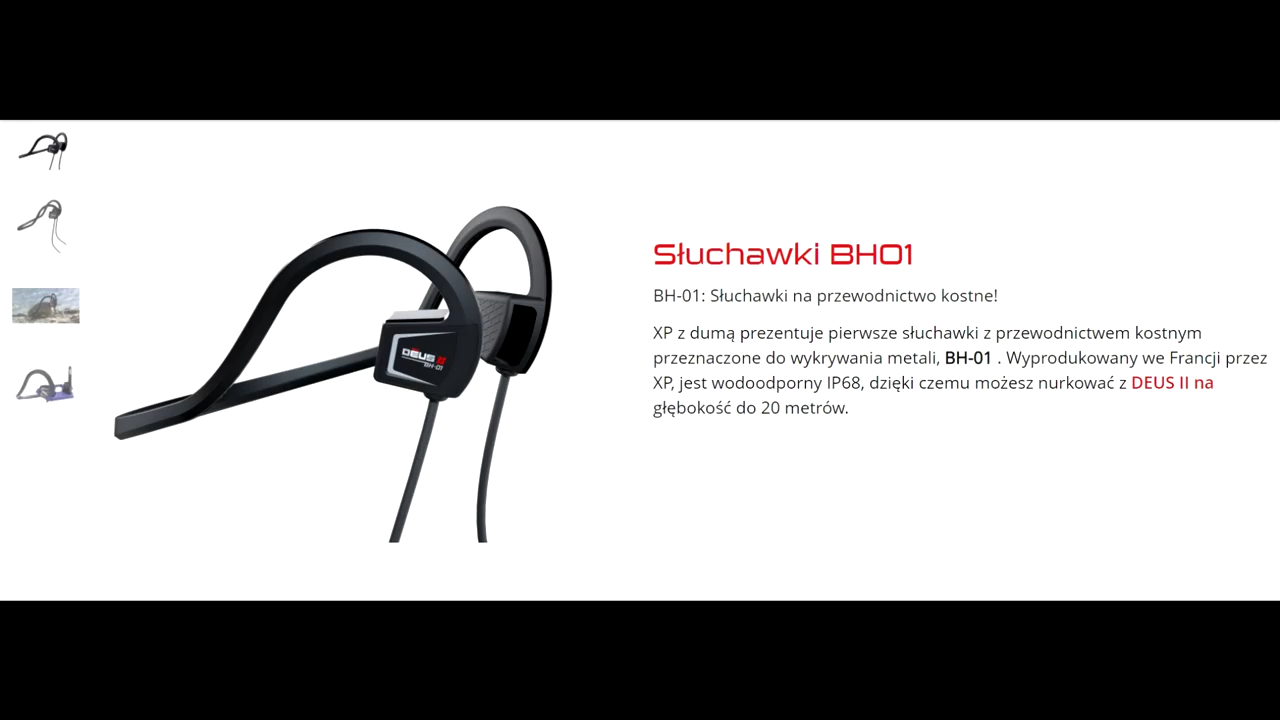 DEUS II
BH-01
Słuchawki BH01
BH-01: Słuchawki na przewodnictwo kostne!
XP z dumą prezentuje pierwsze słuchawki z przewodnictwem kostnym
przeznaczone do wykrywania metali, BH-01 . Wyprodukowany we Francji przez
XP, jest wodoodporny IP68, dzięki czemu możesz nurkować z DEUS II na
głębokość do 20 metrów.